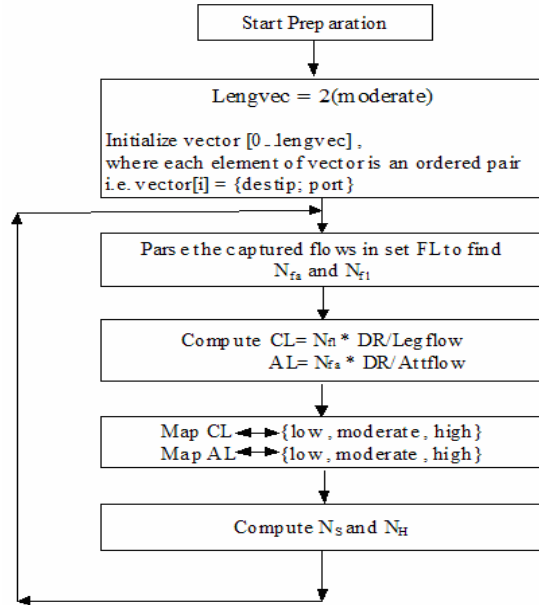 Start Preparation
Lengvec = 2(moderate)
Initialize vector [0..lengvec] ,
where each element of vector is an ordered pair
i.e. vector[i] = {destip; port}
Parse the captured flows in set FL to find
Nfa and Nfl
Compute CL= Nfl * DR/Legflow
AL= Nfa * DR/Attflow
Map CL {low , moderate , high}
Map AL {low , moderate , high}
Compute NS and NH